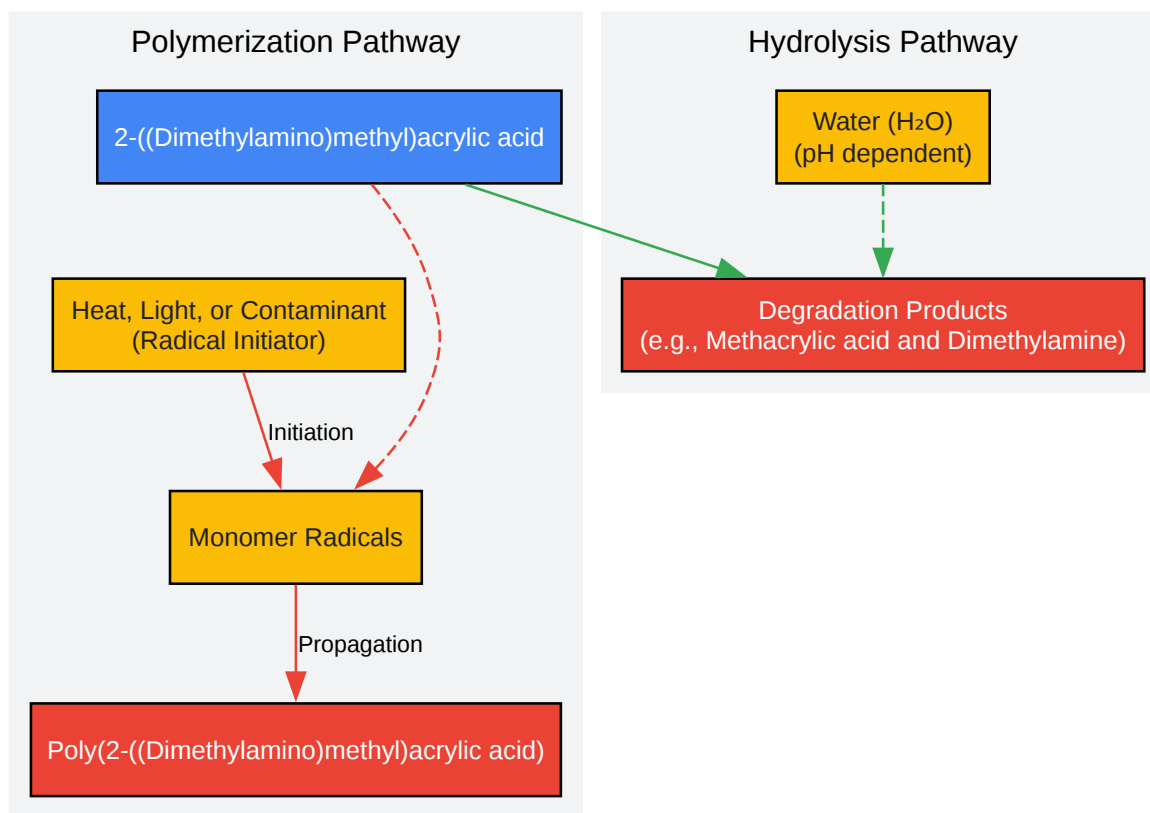 Polymerization Pathway
2-((Dimethylamino)methyl)acrylic acid
Heat, Light, or Contaminant
(Radical Initiator)
Initiation
Monomer Radicals
Propagation
Poly(2-((Dimethylamino)methyl)acrylic acid)
Hydrolysis Pathway
Water (H₂O)
(pH dependent)
Degradation Products
(e.g., Methacrylic acid and Dimethylamine)